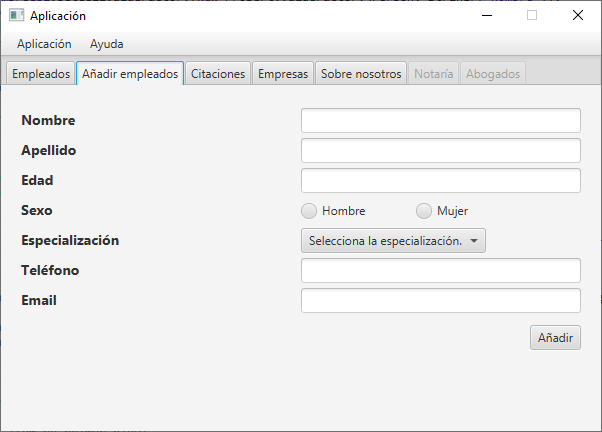 Aplicación
Aplicación Ayuda
Empleados Añadir empleados Citaciones Empresas Sobre nosotros Notaría Abogados
Nombre
Apellido
Edad
Sexo Hombre Mujer
Especialización Selecciona la especialización.
Teléfono
Email
Añadir